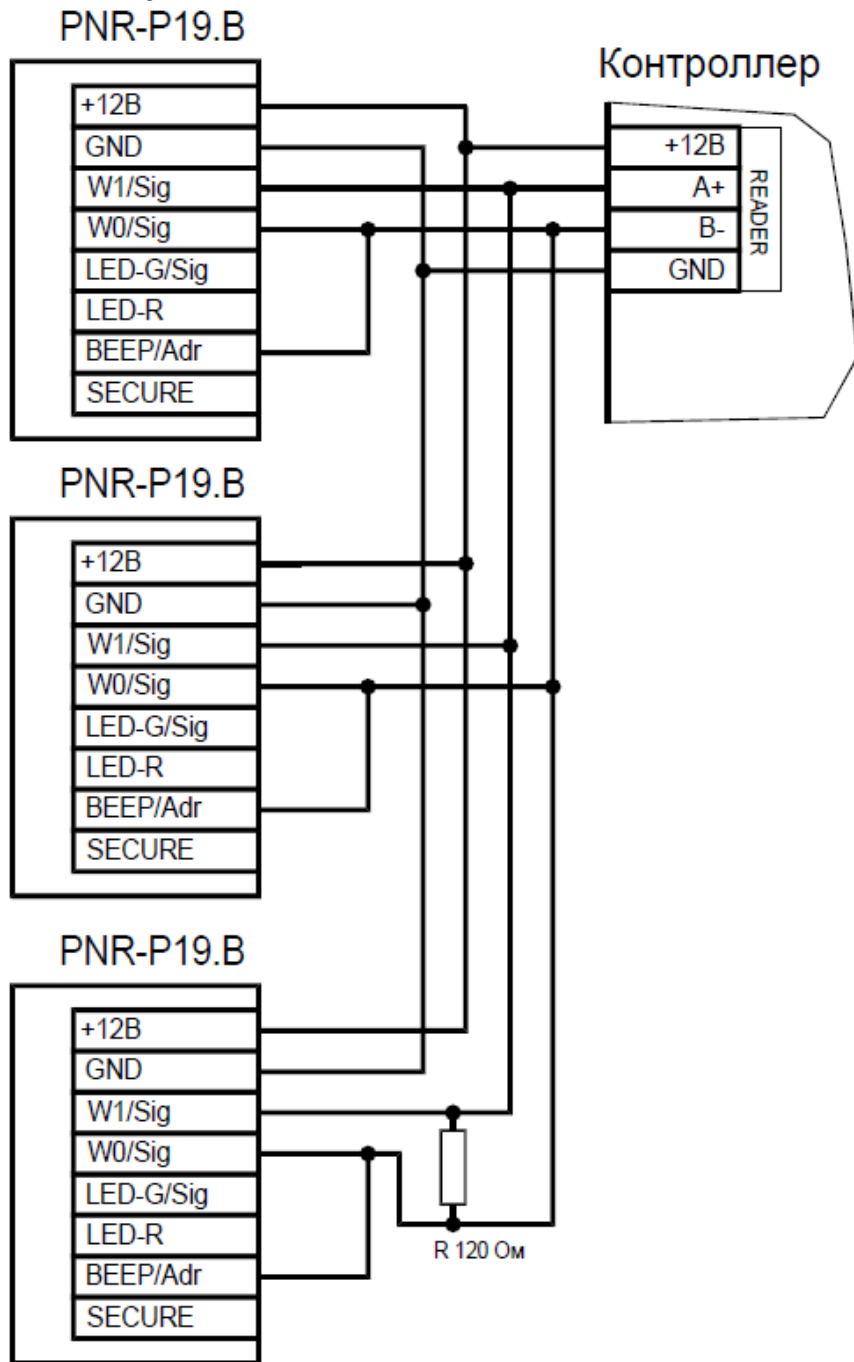 PNR-P19.B
+12В
GND
W1/Sig
W0/Sig
LED-G/Sig
LED-R
BEEP/Adr
SECURE
Контроллер
+12В
A+
B-
GND
READER
PNR-P19.B
+12В
GND
W1/Sig
W0/Sig
LED-G/Sig
LED-R
BEEP/Adr
SECURE
PNR-P19.B
+12В
GND
W1/Sig
W0/Sig
LED-G/Sig
LED-R
BEEP/Adr
SECURE
R 120 Ом